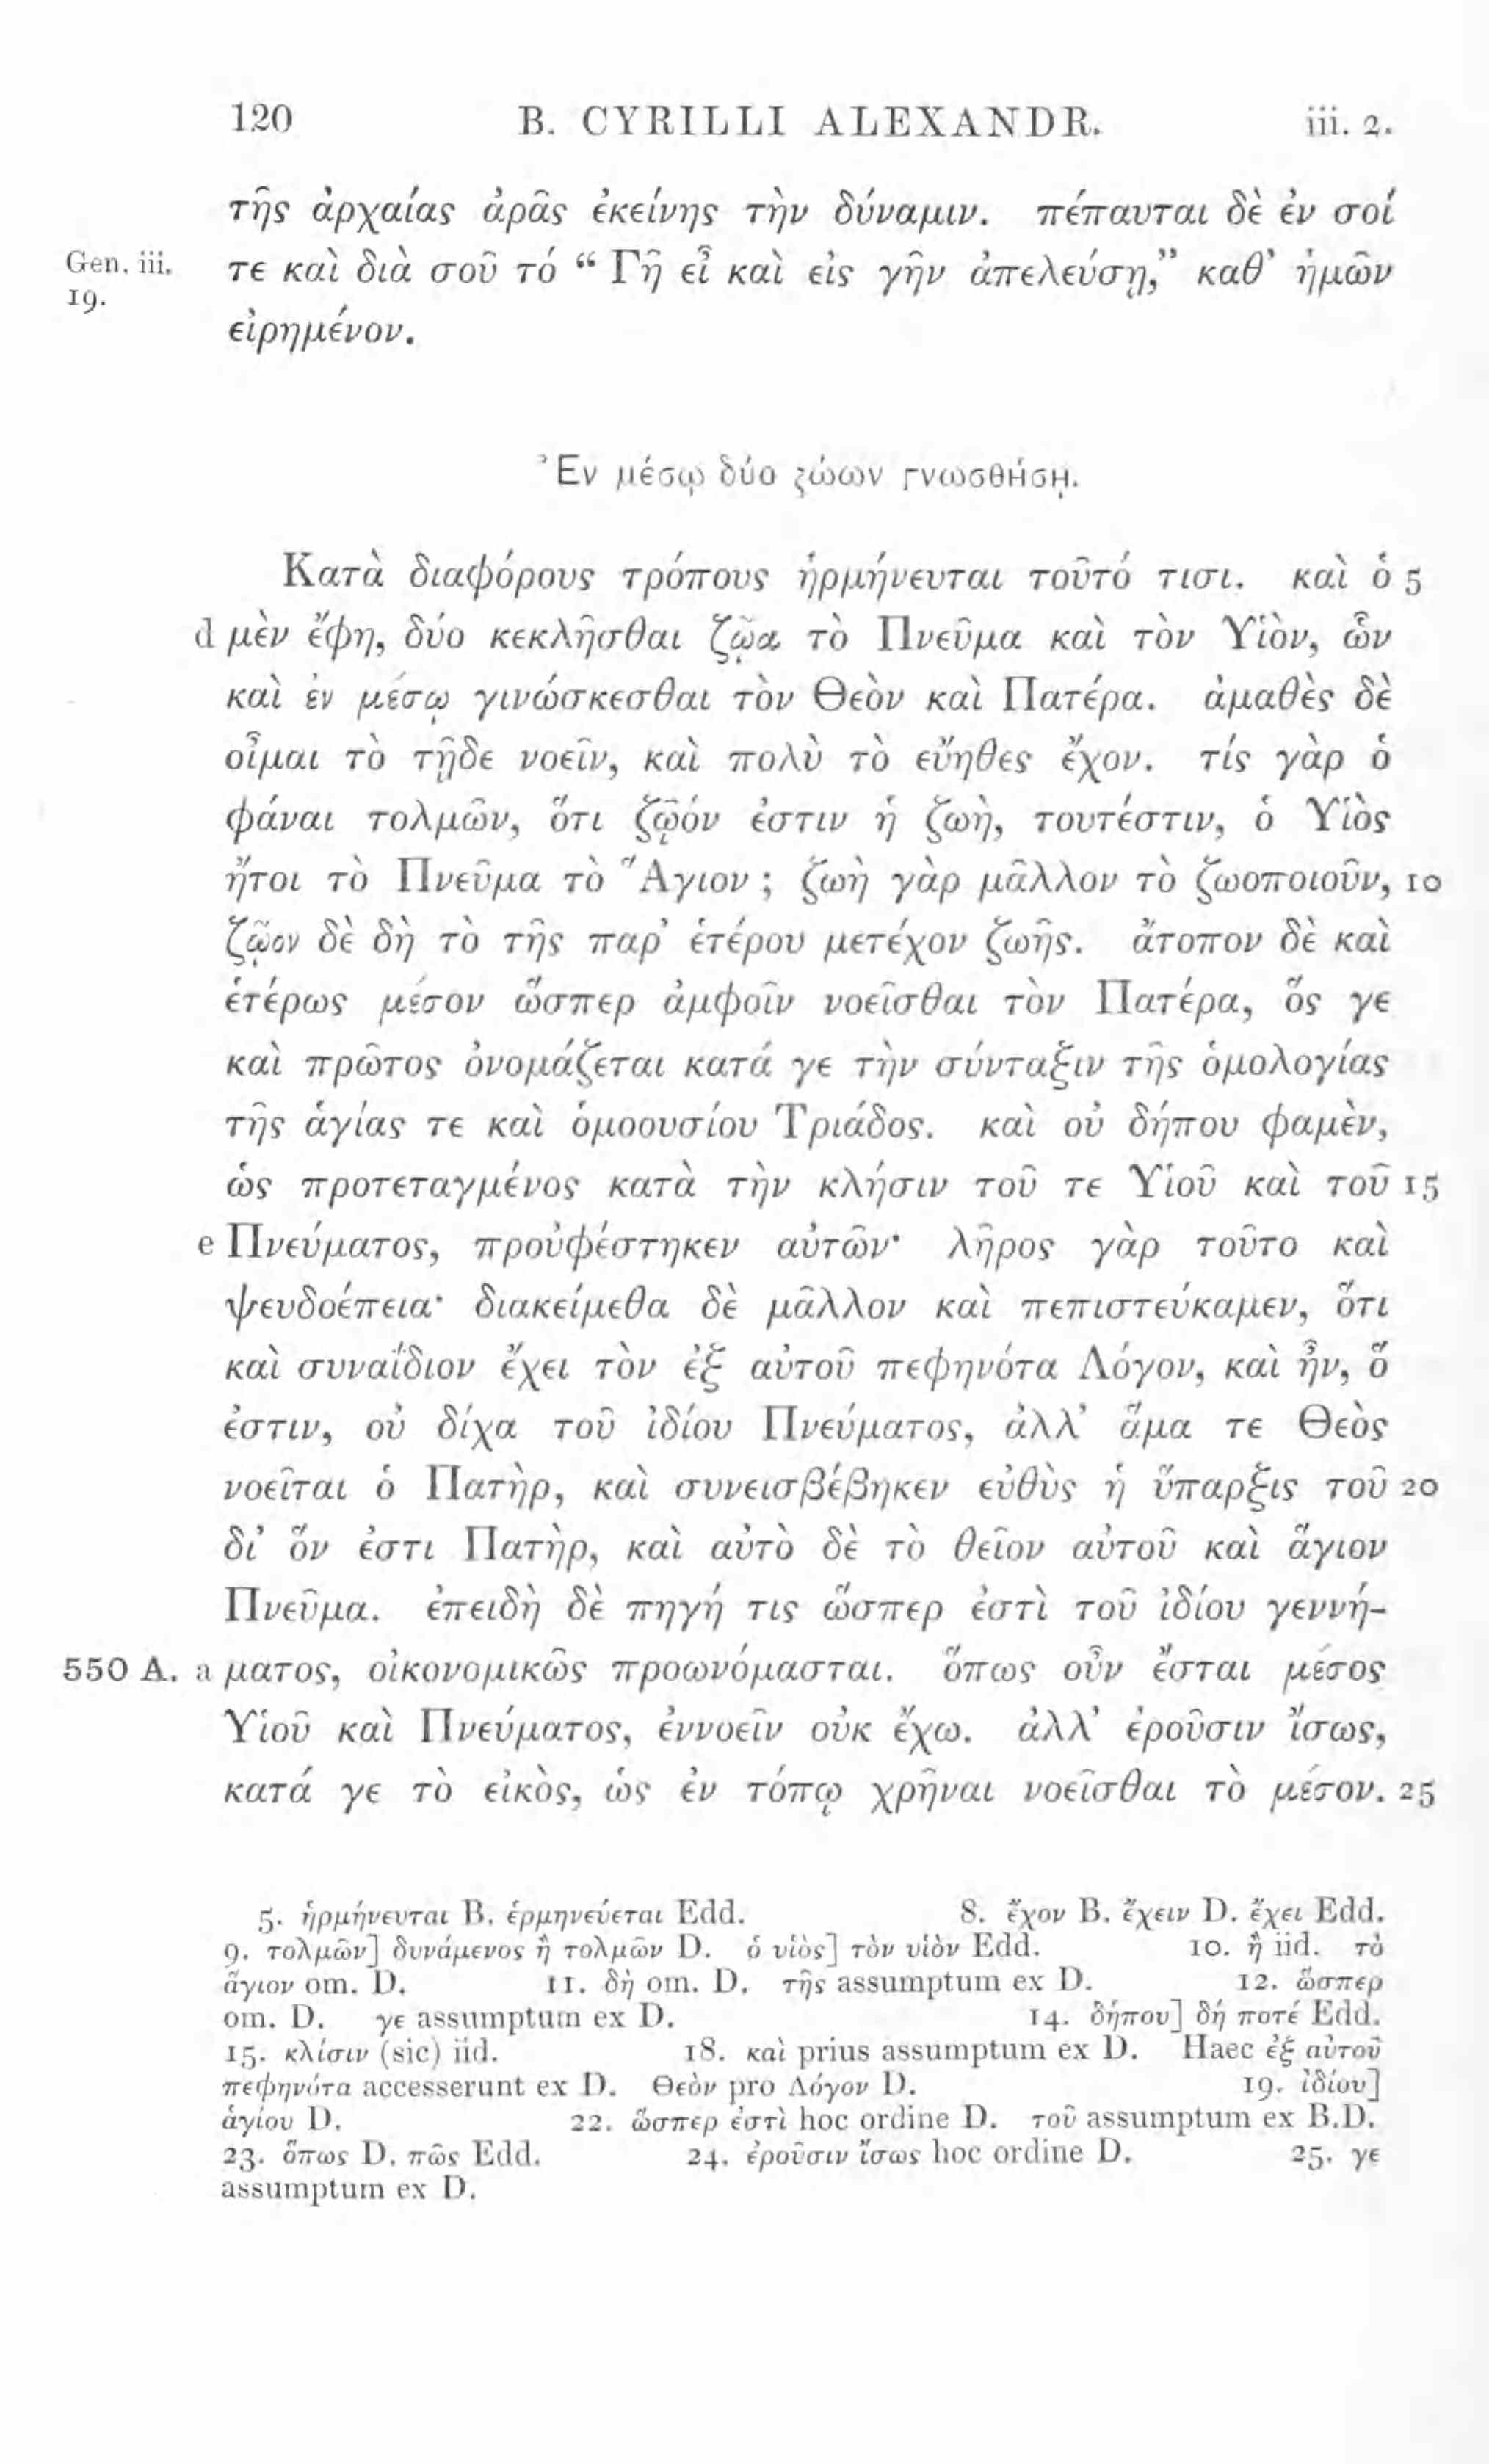 120 B. CYRILLI ALEXANDR. iii. 2.
τῆς ἀρχαίας ἀρᾶς ἐκείνης τὴν δύναμιν. πέπαυται δὲ ἐν σοί
Gen. iii. τε καὶ διὰ σοῦ τό “ Γῆ εἶ καὶ εἰς γῆν ἀπελεύσῃ,” καθ’ ἡμῶν
19.
εἰρημένον.
Ἐν μέσῳ δύο ζώων γνωσθήσῃ.
Κατὰ διαφόρους τρόπους ἡρμήνευται τοῦτό τισι. καὶ ὁ 5
d μὲν ἔφη, δύο κεκλῆσθαι ζῷα τὸ Πνεῦμα καὶ τὸν Υἱὸν, ὧν
καὶ ἐν μέσῳ γινώσκεσθαι τὸν Θεὸν καὶ Πατέρα. ἀμαθὲς δὲ
οἶμαι τὸ τῇδε νοεῖν, καὶ πολὺ τὸ εὔηθες ἔχον. τίς γὰρ ὁ
φάναι τολμῶν, ὅτι ζῷόν ἐστιν ἡ ζωὴ, τουτέστιν, ὁ Υἱὸς
ἤτοι τὸ Πνεῦμα τὸ Ἅγιον ; ζωὴ γὰρ μᾶλλον τὸ ζωοποιοῦν, 10
ζῷον δὲ δὴ τὸ τῆς παρ’ ἑτέρου μετέχον ζωῆς. ἄτοπον δὲ καὶ
ἑτέρως μέσον ὥσπερ ἀμφοῖν νοεῖσθαι τὸν Πατέρα, ὅς γε
καὶ πρῶτος ὀνομάζεται κατά γε τὴν σύνταξιν τῆς ὁμολογίας
τῆς ἁγίας τε καὶ ὁμοουσίου Τριάδος. καὶ οὐ δήπου φαμὲν,
ὡς προτεταγμένος κατὰ τὴν κλήσιν τοῦ τε Υἱοῦ καὶ τοῦ 15
e Πνεύματος, προὐφέστηκεν αὐτῶν· λῆρος γὰρ τοῦτο καὶ
ψευδοέπεια· διακείμεθα δὲ μᾶλλον καὶ πεπιστεύκαμεν, ὅτι
καὶ συναΐδιον ἔχει τὸν ἐξ αὐτοῦ πεφηνότα Λόγον, καὶ ἦν, ὅ
ἐστιν, οὐ δίχα τοῦ ἰδίου Πνεύματος, ἀλλ’ ἅμα τε Θεὸς
νοεῖται ὁ Πατὴρ, καὶ συνεισβέβηκεν εὐθὺς ἡ ὕπαρξις τοῦ 20
δι’ ὅν ἐστι Πατὴρ, καὶ αὐτὸ δὲ τὸ θεῖον αὐτοῦ καὶ ἅγιον
Πνεῦμα. ἐπειδὴ δὲ πηγή τις ὥσπερ ἐστὶ τοῦ ἰδίου γεννή-
550 A. a ματος, οἰκονομικῶς προωνόμασται. ὅπως οὖν ἔσται μέσος
Υἱοῦ καὶ Πνεύματος, ἐννοεῖν οὐκ ἔχω. ἀλλ’ ἐροῦσιν ἴσως,
κατά γε τὸ εἰκὸς, ὡς ἐν τόπῳ χρῆναι νοεῖσθαι τὸ μέσον. 25
5. ἡρμήνευται B. ἑρμηνεύεται Edd. 8. ἔχον B. ἔχειν D. ἔχει Edd.
9. τολμῶν] δυνάμενος ἢ τολμῶν D. ὁ υἱὸς] τὸν υἱὸν Edd. 10. ἢ iid. τὸ
ἅγιον om. D. 11. δὴ om. D. τῆς assumptum ex D. 12. ὥσπερ
om. D. γε assumptum ex D. 14. δήπου] δή ποτέ Edd.
15. κλίσιν (sic) iid. 18. καὶ prius assumptum ex D. Haec ἐξ αὐτοῦ
πεφηνότα accesserunt ex D. Θεὸν pro Λόγον D. 19. ἰδίου]
ἁγίου D. 22. ὥσπερ ἐστὶ hoc ordine D. τοῦ assumptum ex B.D.
23. ὅπως D. πῶς Edd. 24. ἐροῦσιν ἴσως hoc ordine D. 25. γε
assumptum ex D.